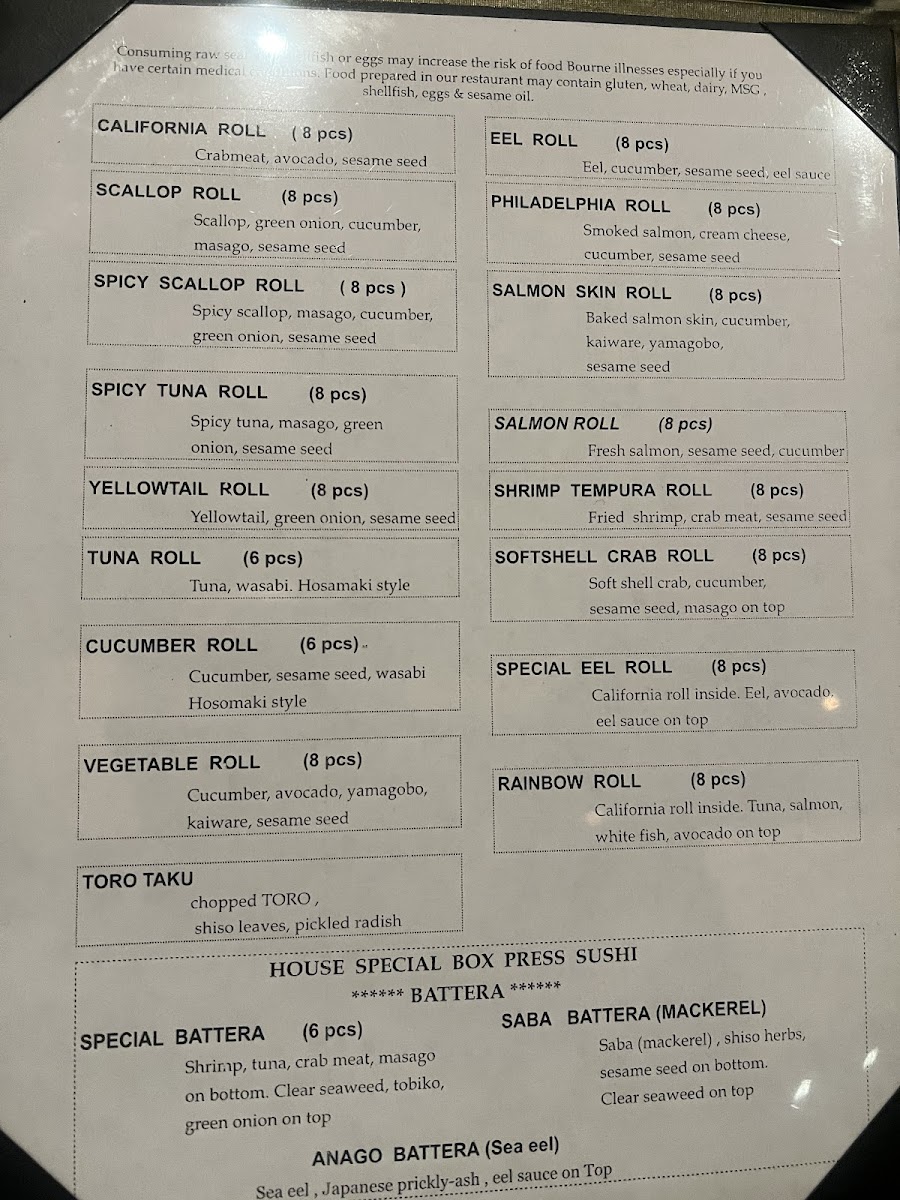 Consuming raw fish or eggs may increase the risk of food Bourne illnesses especially if you
have certain medical Food prepared in our restaurant may contain gluten, wheat, dairy, MSG ,
shellfish, eggs & sesame oil.
CALIFORNIA ROLL ( 8 pcs)
Crabmeat, avocado, sesame seed
SCALLOP ROLL (8 pcs)
Scallop, green onion, cucumber,
masago, sesame seed
SPICY SCALLOP ROLL ( 8 pcs )
Spicy scallop, masago, cucumber,
green onion, sesame seed
SPICY TUNA ROLL (8 pcs)
Spicy tuna, masago, green
onion, sesame seed
YELLOWTAIL ROLL (8 pcs)
Yellowtail, green onion, sesame seed
TUNA ROLL (6 pcs)
Tuna, wasabi. Hosamaki style
CUCUMBER ROLL (6 pcs)
Cucumber, sesame seed, wasabi
Hosomaki style
VEGETABLE ROLL (8 pcs)
Cucumber, avocado, yamagobo,
kaiware, sesame seed
TORO TAKU
chopped TORO ,
shiso leaves, pickled radish
EEL ROLL (8 pcs)
Eel, cucumber, sesame seed, eel sauce
PHILADELPHIA ROLL (8 pcs)
Smoked salmon, cream cheese,
cucumber, sesame seed
SALMON SKIN ROLL (8 pcs)
Baked salmon skin, cucumber,
kaiware, yamagobo,
sesame seed
SALMON ROLL (8 pcs)
Fresh salmon, sesame seed, cucumber
SHRIMP TEMPURA ROLL (8 pcs)
Fried shrimp, crab meat, sesame seed
SOFTSHELL CRAB ROLL (8 pcs)
Soft shell crab, cucumber,
sesame seed, masago on top
SPECIAL EEL ROLL (8 pcs)
California roll inside. Eel, avocado,
eel sauce on top
RAINBOW ROLL (8 pcs)
California roll inside. Tuna, salmon,
white fish, avocado on top
HOUSE SPECIAL BOX PRESS SUSHI
****** BATTERA ******
SPECIAL BATTERA (6 pcs)
Shrimp, tuna, crab meat, masago
on bottom. Clear seaweed, tobiko,
green onion on top
SABA BATTERA (MACKEREL)
Saba (mackerel) , shiso herbs,
sesame seed on bottom.
Clear seaweed on top
ANAGO BATTERA (Sea eel)
Sea eel , Japanese prickly-ash , eel sauce on Top